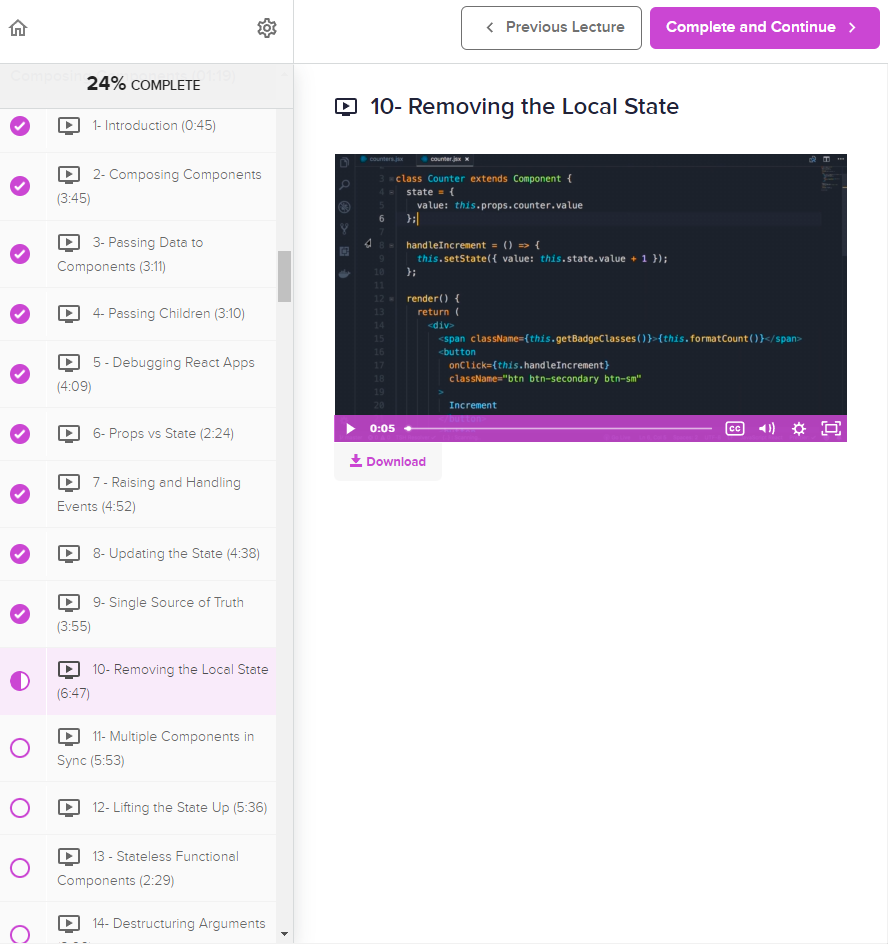 Previous Lecture
Complete and Continue
Composing Components (01:19)
24% COMPLETE
1- Introduction (0:45)
2- Composing Components
(3:45)
3- Passing Data to
Components (3:11)
4- Passing Children (3:10)
5 - Debugging React Apps
(4:09)
6- Props vs State (2:24)
7 - Raising and Handling
Events (4:52)
8- Updating the State (4:38)
9- Single Source of Truth
(3:55)
10- Removing the Local State
(6:47)
11- Multiple Components in
Sync (5:53)
12- Lifting the State Up (5:36)
13 - Stateless Functional
Components (2:29)
14- Destructuring Arguments
10- Removing the Local State
counters.jsx counter.jsx ×
3 class Counter extends Component {
4 state = {
5 value: this.props.counter.value
6 };
7
8 handleIncrement = () => {
9 this.setState({ value: this.state.value + 1 });
10 };
11
12 render() {
13 return (
14 <div>
15 <span className={this.getBadgeClasses()}>{this.formatCount()}</span>
16 <button
17 onClick={this.handleIncrement}
18 className="btn btn-secondary btn-sm"
19 >
20 Increment
</button>
0:05
CC
Download